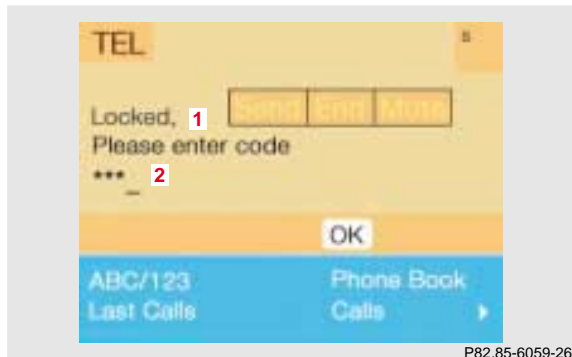 TEL
Locked, 1 Send End Mute
Please enter code
***_ 2
OK
ABC/123 Phone Book
Last Calls Calls
P82.85-6059-26